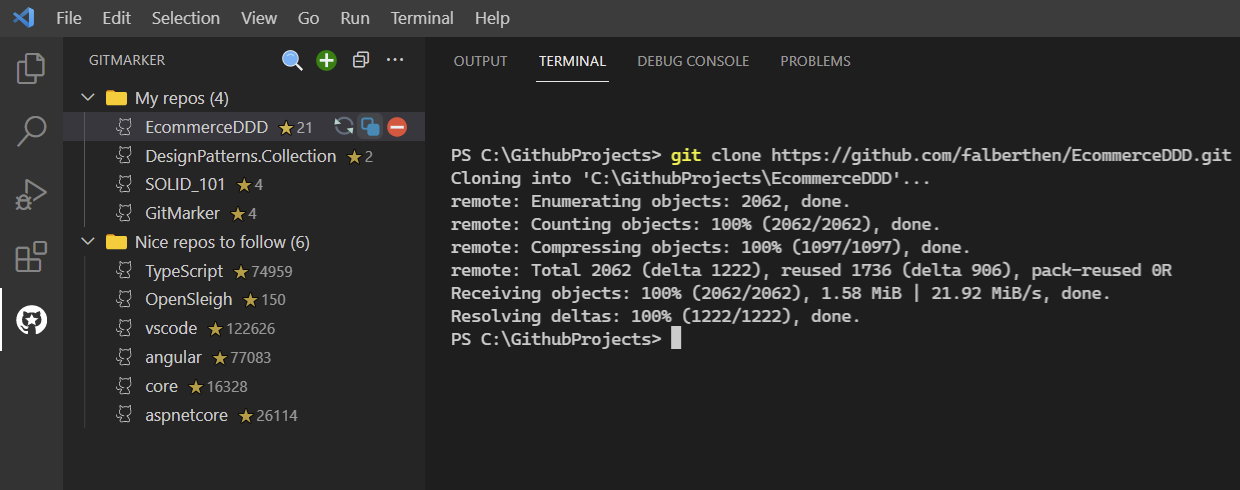 File Edit Selection View Go Run Terminal Help
GITMARKER
My repos (4)
EcommerceDDD 21
DesignPatterns.Collection 2
SOLID_101 4
GitMarker 4
Nice repos to follow (6)
TypeScript 74959
OpenSleigh 150
vscode 122626
angular 77083
core 16328
aspnetcore 26114
OUTPUT TERMINAL DEBUG CONSOLE PROBLEMS
PS C:\GithubProjects> git clone https://github.com/falberthen/EcommerceDDD.git
Cloning into 'C:\GithubProjects\EcommerceDDD'...
remote: Enumerating objects: 2062, done.
remote: Counting objects: 100% (2062/2062), done.
remote: Compressing objects: 100% (1097/1097), done.
remote: Total 2062 (delta 1222), reused 1736 (delta 906), pack-reused 0R
Receiving objects: 100% (2062/2062), 1.58 MiB | 21.92 MiB/s, done.
Resolving deltas: 100% (1222/1222), done.
PS C:\GithubProjects>